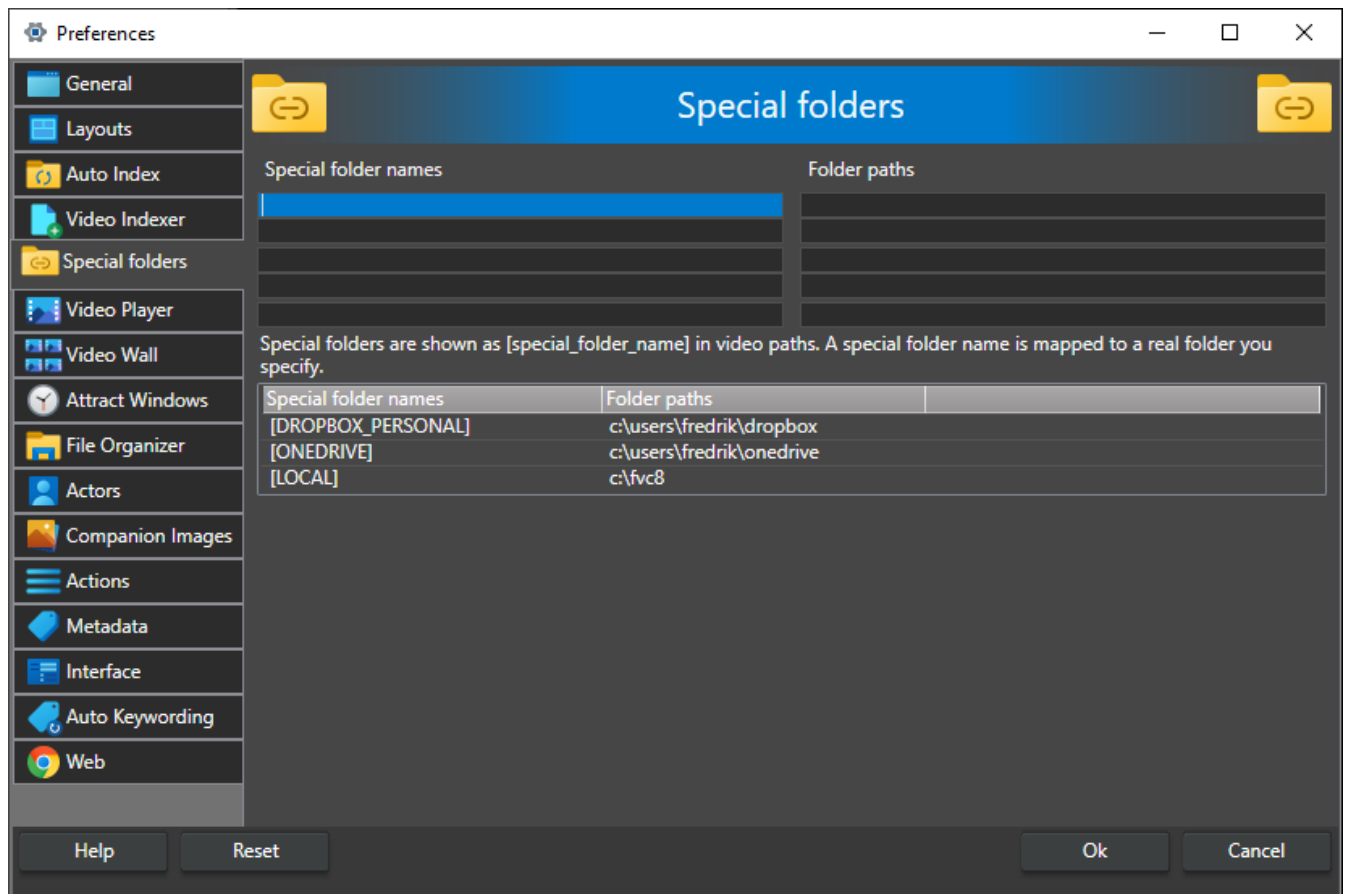 Preferences
General
Layouts
Auto Index
Video Indexer
Special folders
Video Player
Video Wall
Attract Windows
File Organizer
Actors
Companion Images
Actions
Metadata
Interface
Auto Keywording
Web
Special folders
Special folder names Folder paths
Special folders are shown as [special_folder_name] in video paths. A special folder name is mapped to a real folder you
specify.
Special folder names Folder paths
[DROPBOX_PERSONAL] c:\users\fredrik\dropbox
[ONEDRIVE] c:\users\fredrik\onedrive
[LOCAL] c:\fvc8
Help Reset Ok Cancel